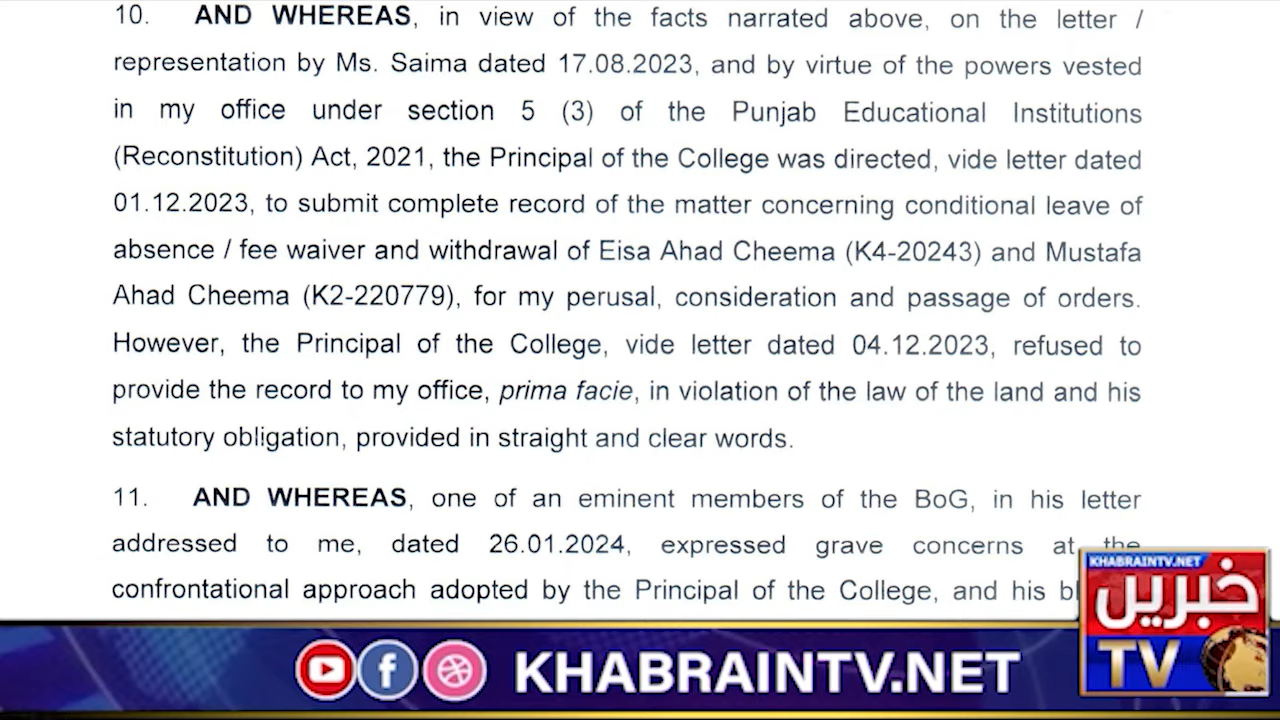 10. AND WHEREAS, in view of the facts narrated above, on the letter /
representation by Ms. Saima dated 17.08.2023, and by virtue of the powers vested
in my office under section 5 (3) of the Punjab Educational Institutions
(Reconstitution) Act, 2021, the Principal of the College was directed, vide letter dated
01.12.2023, to submit complete record of the matter concerning conditional leave of
absence / fee waiver and withdrawal of Eisa Ahad Cheema (K4-20243) and Mustafa
Ahad Cheema (K2-220779), for my perusal, consideration and passage of orders.
However, the Principal of the College, vide letter dated 04.12.2023, refused to
provide the record to my office, prima facie, in violation of the law of the land and his
statutory obligation, provided in straight and clear words.
11. AND WHEREAS, one of an eminent members of the BoG, in his letter
addressed to me, dated 26.01.2024, expressed grave concerns at the
confrontational approach adopted by the Principal of the College, and his
KHABRAINTV.NET
خبریں
TV
KHABRAINTV.NET